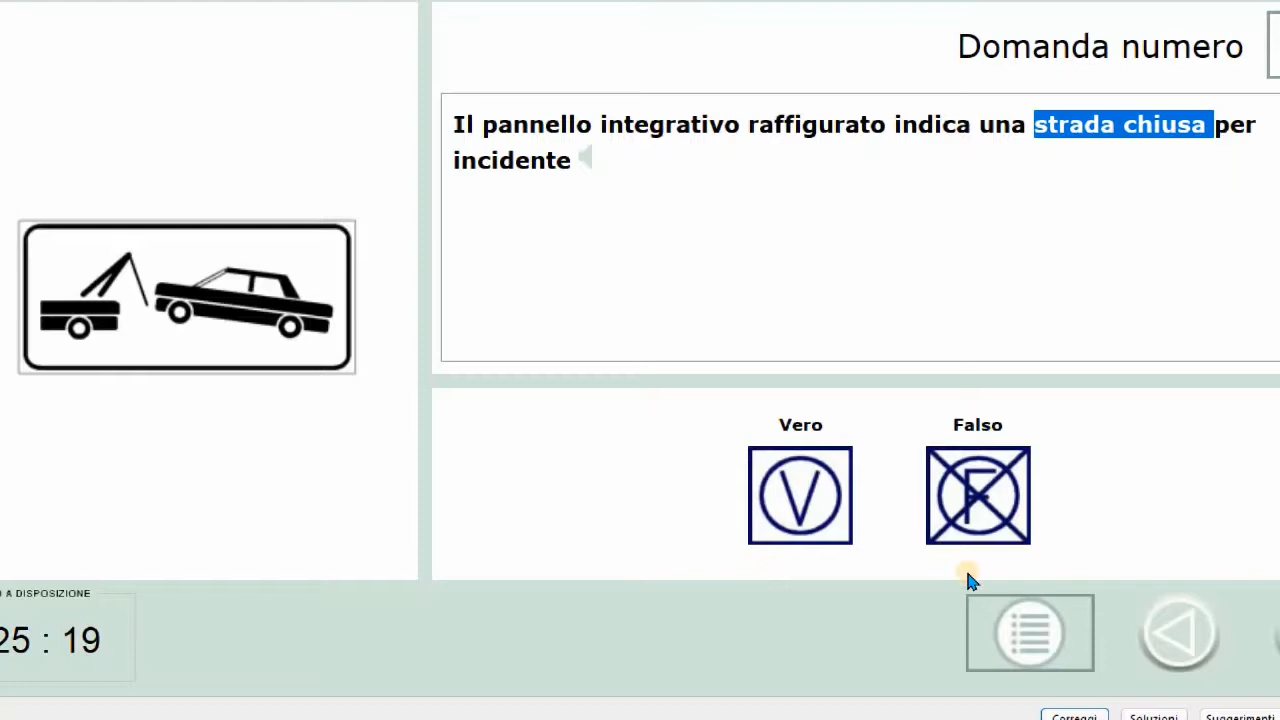 Domanda numero
Il pannello integrativo raffigurato indica una strada chiusa per
incidente
Vero
Falso
V
F
A DISPOSIZIONE
25 : 19
Correggi
Soluzioni
Suggerimenti